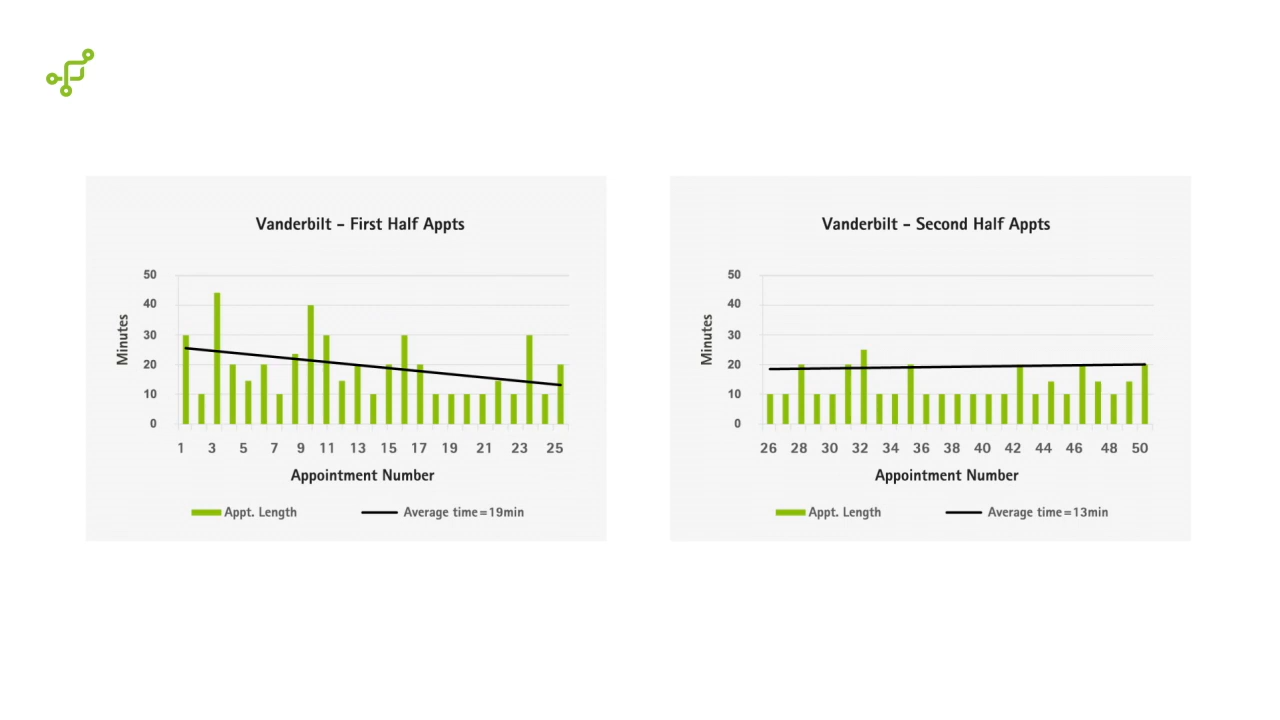 Vanderbilt - First Half Appts
50
40
30
20
10
0
Minutes
1 3 5 7 9 11 13 15 17 19 21 23 25
Appointment Number
Appt. Length Average time=19min
Vanderbilt - Second Half Appts
50
40
30
20
10
0
Minutes
26 28 30 32 34 36 38 40 42 44 46 48 50
Appointment Number
Appt. Length Average time=13min